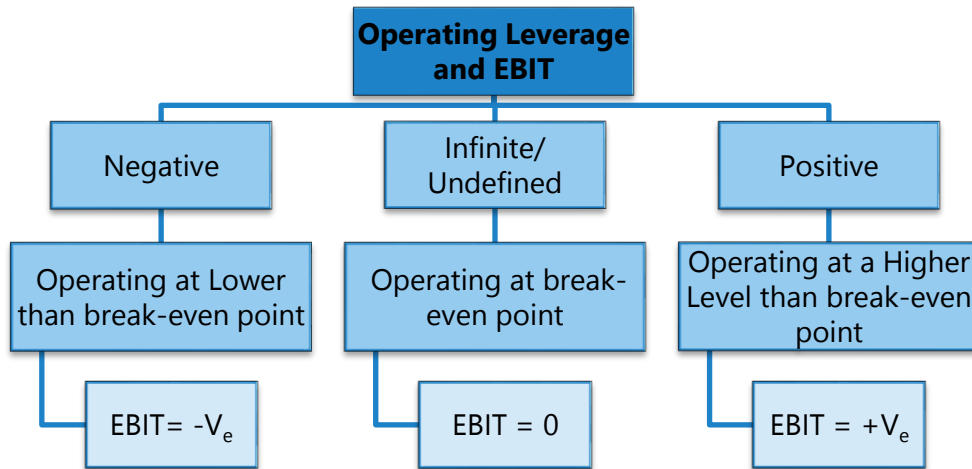 Operating Leverage
and EBIT
Negative
Infinite/
Undefined
Positive
Operating at Lower
than break-even point
Operating at break-
even point
Operating at a Higher
Level than break-even
point
EBIT= -Vₑ
EBIT = 0
EBIT = +Vₑ